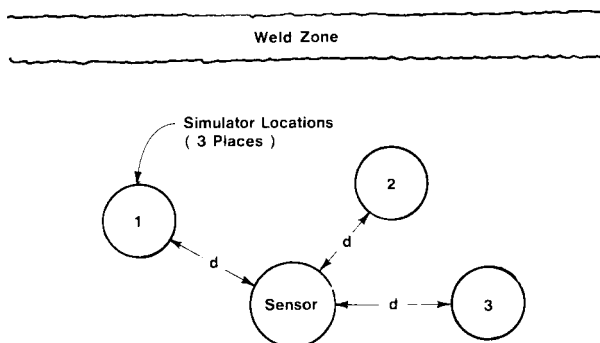 Weld Zone
Simulator Locations
( 3 Places )
2
1
d
d
Sensor
d
3